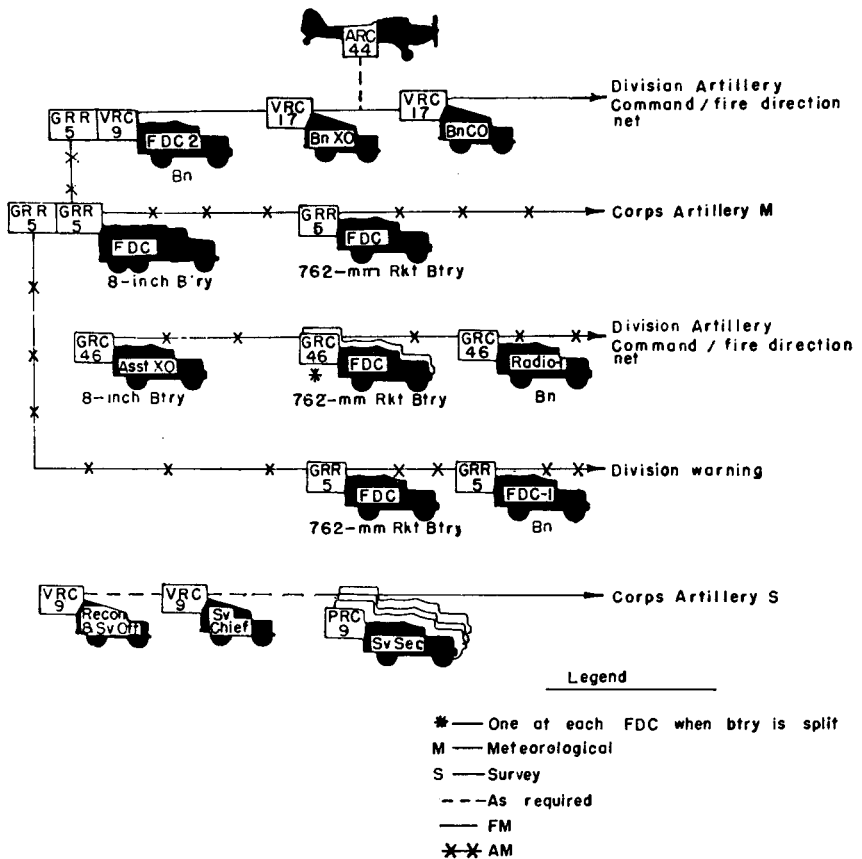 ARC
44
Division Artillery
Command / fire direction
net
GRR
5
VRC
9
FDC 2
Bn
VRC
17
Bn XO
VRC
17
Bn CO
GRR
5
GRR
5
FDC
8-inch B'ry
GRR
5
FDC
762-mm Rkt Btry
Corps Artillery M
GRC
46
Asst XO
8-inch Btry
GRC
46
*
FDC
762-mm Rkt Btry
GRC
46
Radio-1
Bn
Division Artillery
Command / fire direction
net
GRR
5
FDC
762-mm Rkt Btry
GRR
5
FDC-1
Bn
Division warning
VRC
9
Recon
& Sv Off
VRC
9
Sv
Chief
PRC
9
Sv Sec
Corps Artillery S
Legend
* — One at each FDC when btry is split
M — Meteorological
S — Survey
--- As required
— FM
X X AM